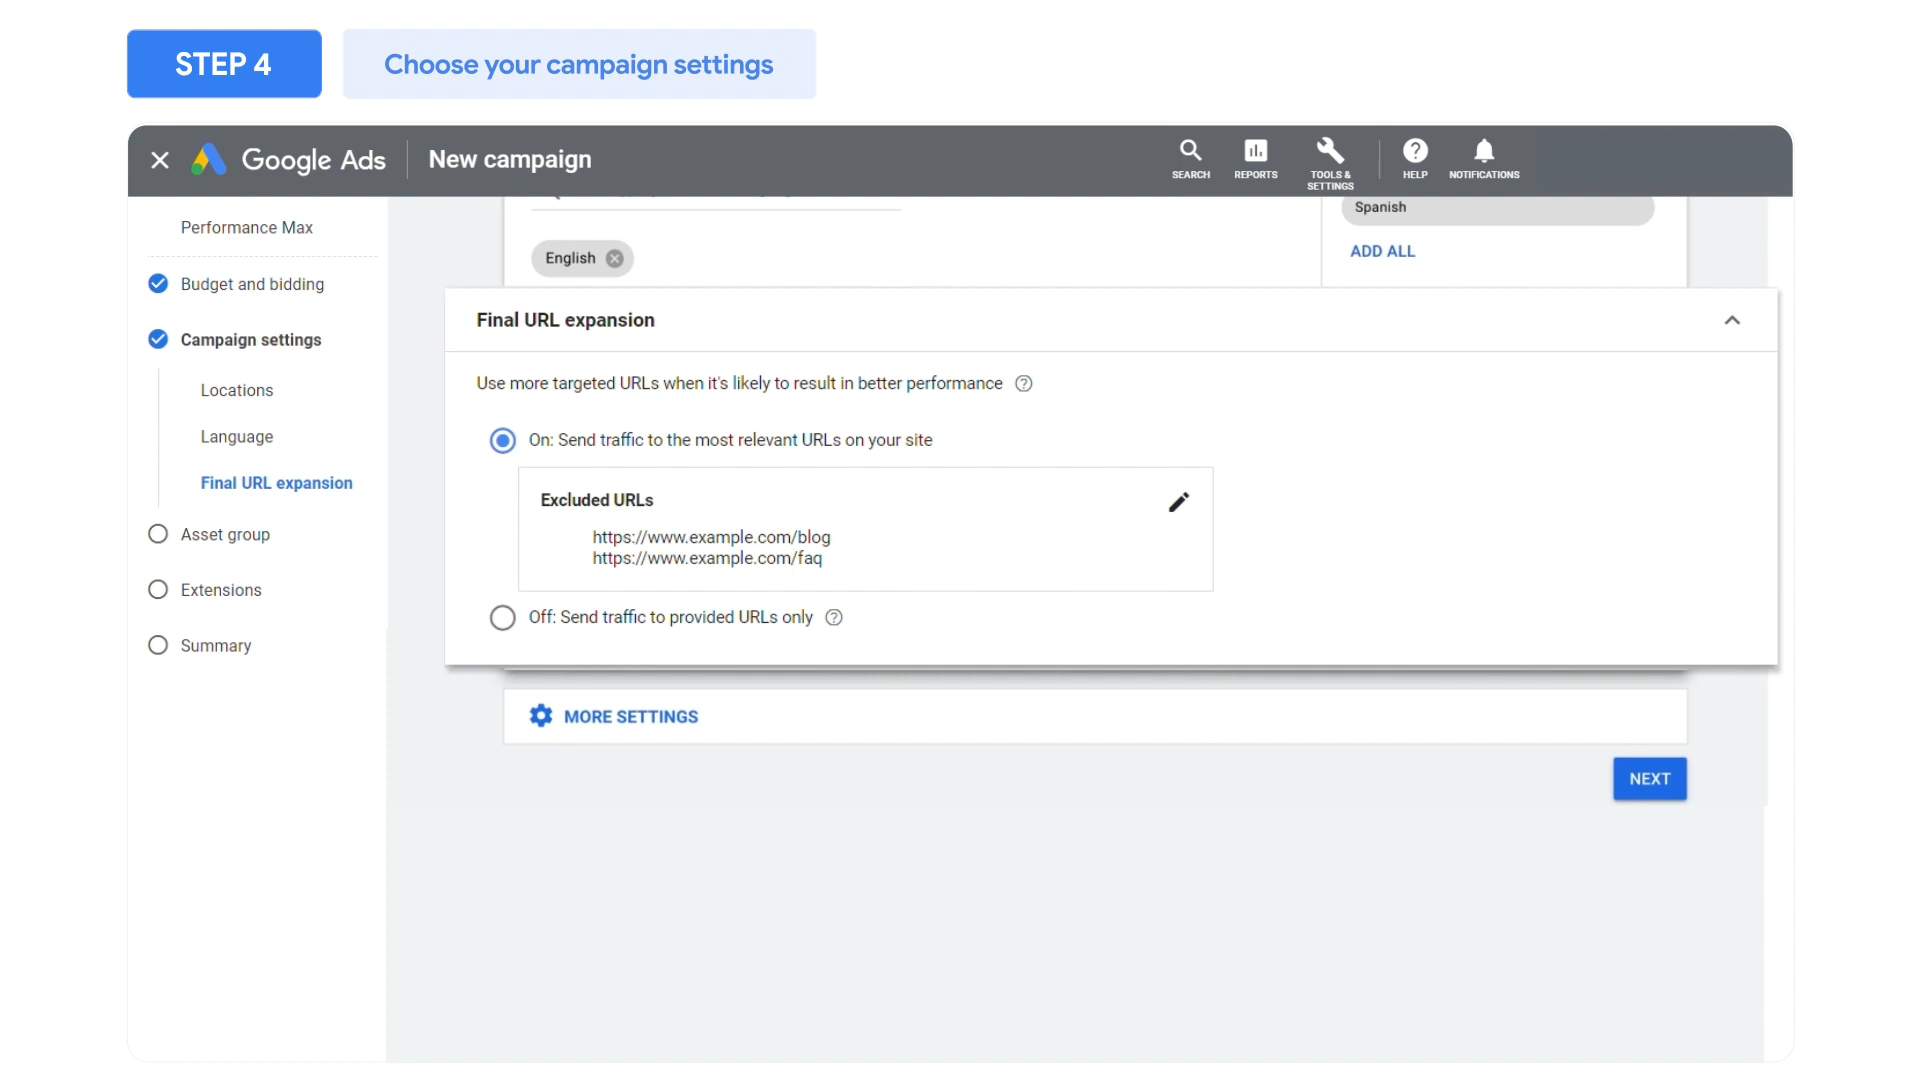 STEP 4
Choose your campaign settings
Google Ads
New campaign
SEARCH
REPORTS
TOOLS &
SETTINGS
HELP
NOTIFICATIONS
Performance Max
Budget and bidding
Campaign settings
Locations
Language
Final URL expansion
Asset group
Extensions
Summary
English
Spanish
ADD ALL
Final URL expansion
Use more targeted URLs when it's likely to result in better performance
On: Send traffic to the most relevant URLs on your site
Excluded URLs
https://www.example.com/blog
https://www.example.com/faq
Off: Send traffic to provided URLs only
MORE SETTINGS
NEXT